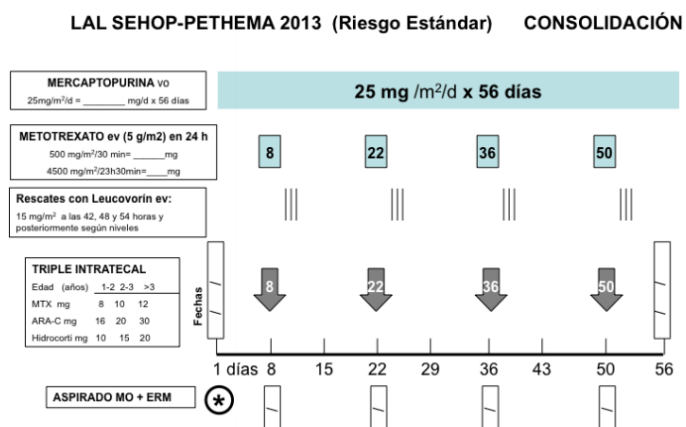 LAL SEHOP-PETHEMA 2013 (Riesgo Estándar) CONSOLIDACIÓN
MERCAPTOPURINA vo
25mg/m²/d = ________ mg/d x 56 días
25 mg /m²/d x 56 días
METOTREXATO ev (5 g/m2) en 24 h
500 mg/m²/30 min= ______mg
4500 mg/m²/23h30min=____mg
8 22 36 50
Rescates con Leucovorín ev:
15 mg/m² a las 42, 48 y 54 horas y
posteriormente según niveles
TRIPLE INTRATECAL
Edad (años) 1-2 2-3 >3
MTX mg 8 10 12
ARA-C mg 16 20 30
Hidrocorti mg 10 15 20
Fechas
8 22 36 50
1 días 8 15 22 29 36 43 50 56
ASPIRADO MO + ERM *